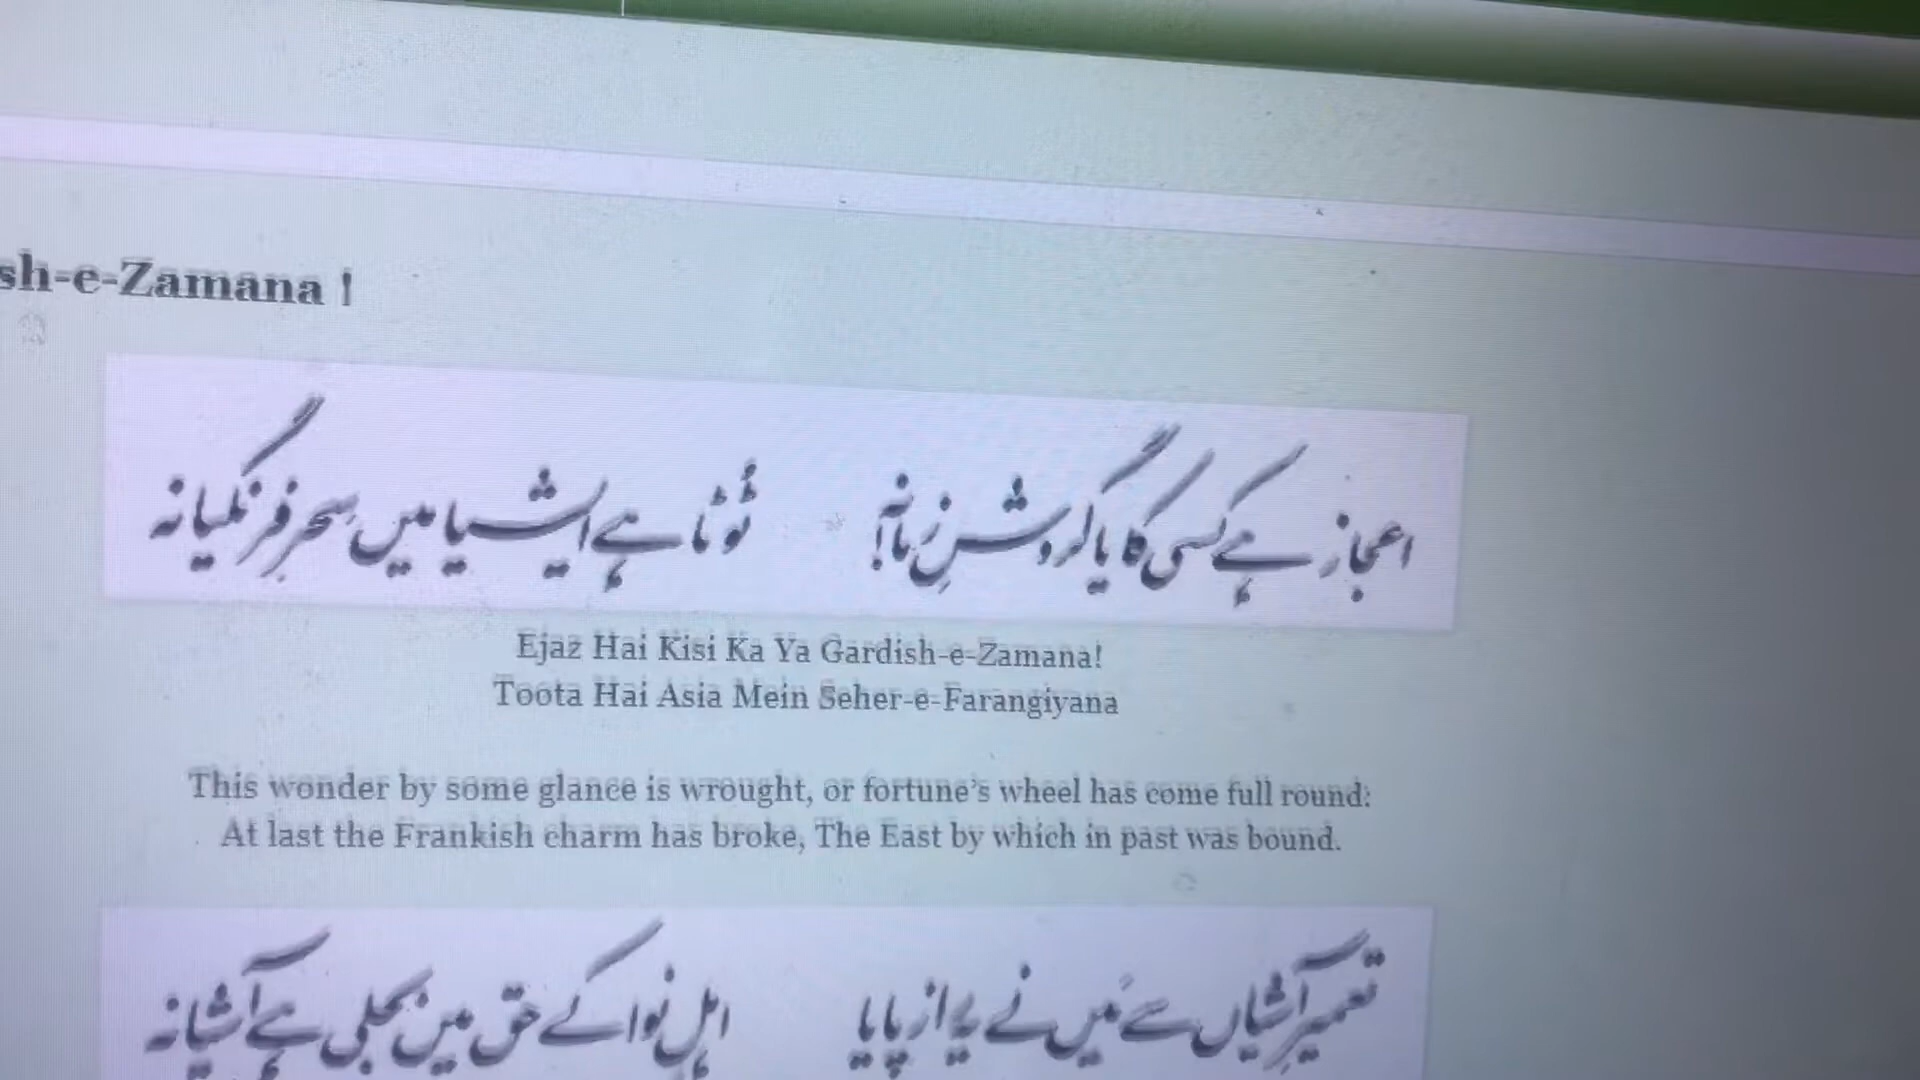 sh-e-Zamana !
اعجاز ہے کسی کا یا گردشِ زمانہ! ٹوٹا ہے ایشیا میں سِحرِ فرنگیانہ
Ejaz Hai Kisi Ka Ya Gardish-e-Zamana!
Toota Hai Asia Mein Seher-e-Farangiyana
This wonder by some glance is wrought, or fortune's wheel has come full round:
At last the Frankish charm has broke, The East by which in past was bound.
تعمیرِ آشیاں سے مَیں نے یہ راز پایا اہلِ نوا کے حق میں بجلی ہے آشیانہ